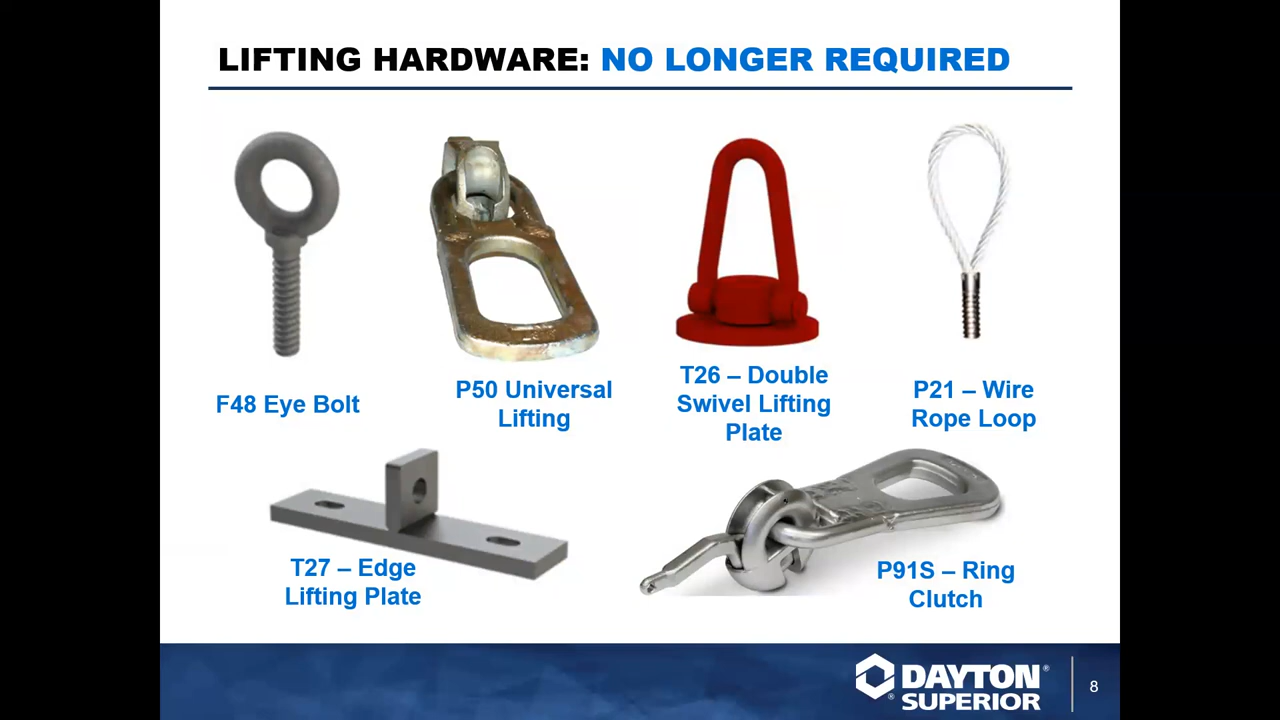 LIFTING HARDWARE: NO LONGER REQUIRED
F48 Eye Bolt
P50 Universal
Lifting
T26 – Double
Swivel Lifting
Plate
P21 – Wire
Rope Loop
T27 – Edge
Lifting Plate
P91S – Ring
Clutch
DAYTON®
®SUPERIOR
8